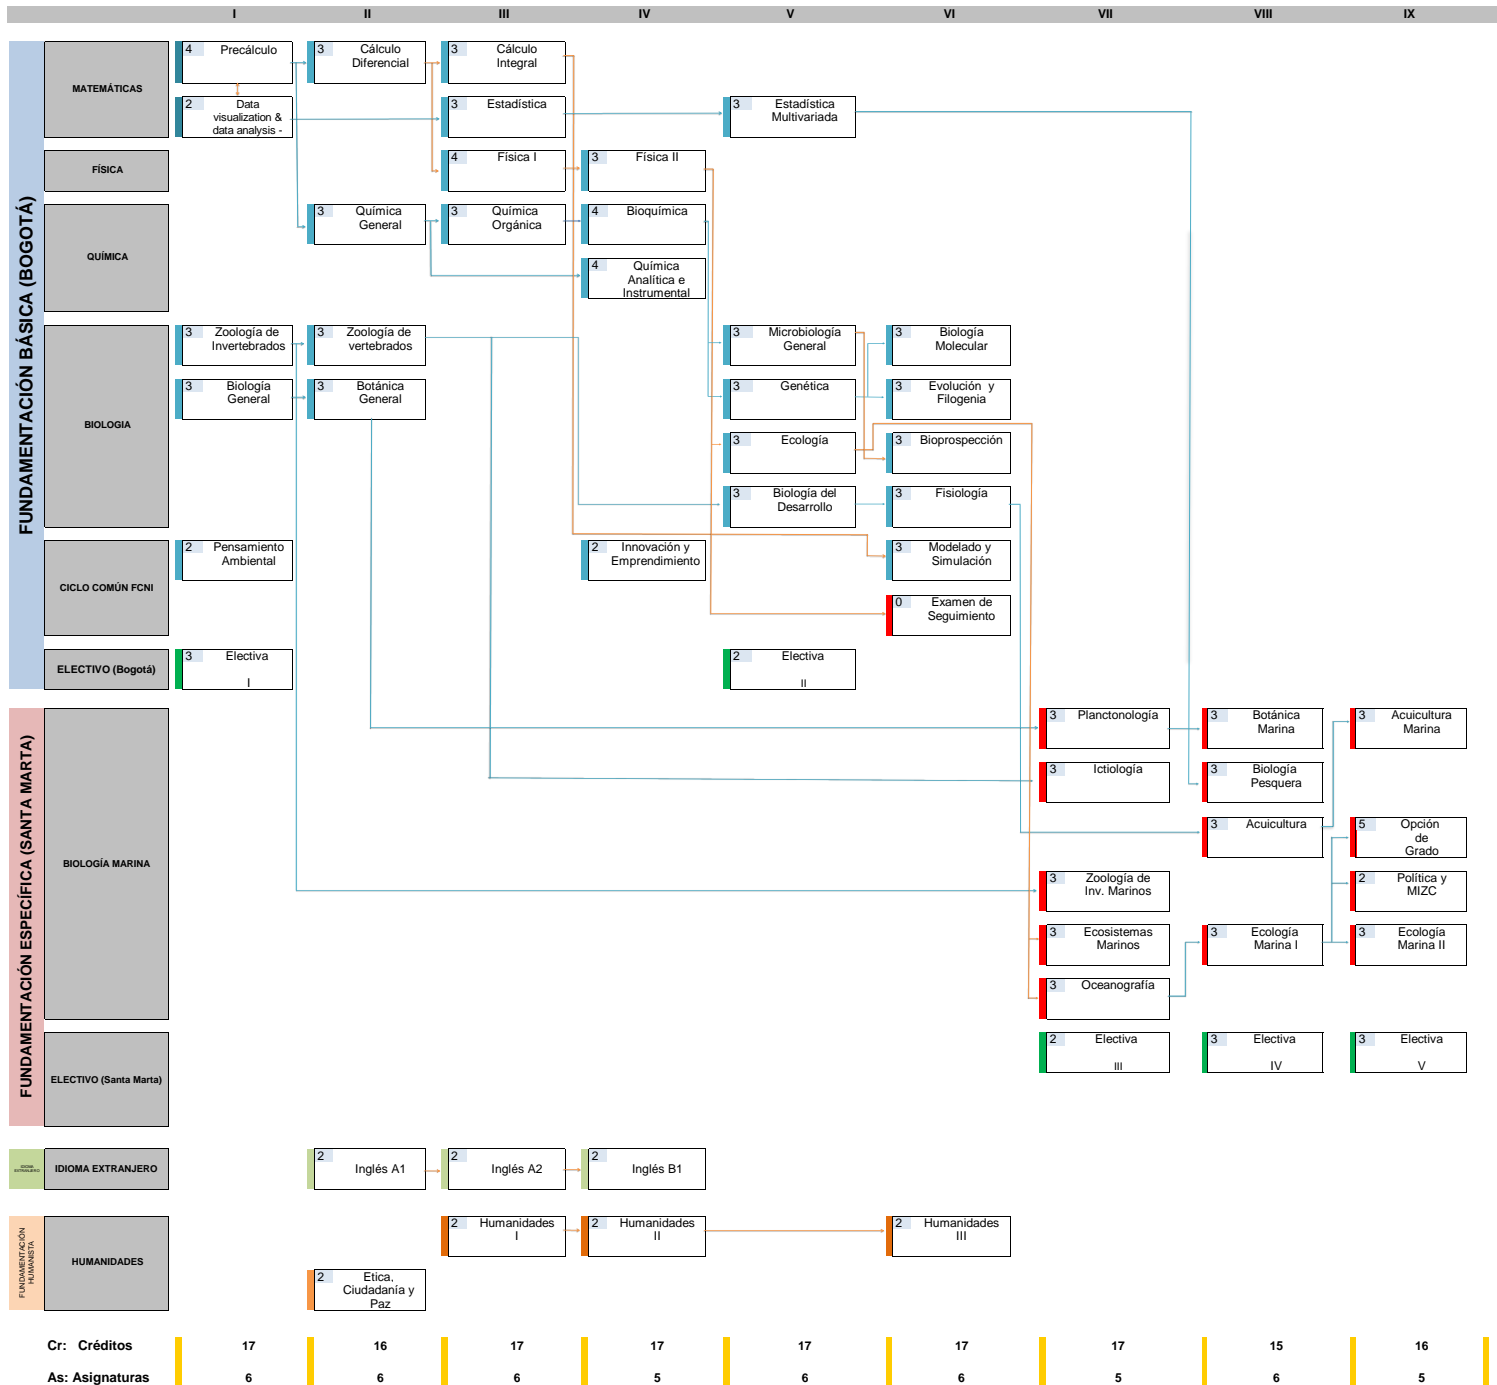 I II III IV V VI VII VIII IX
FUNDAMENTACIÓN BÁSICA (BOGOTÁ)
MATEMÁTICAS
4 Precálculo
3 Cálculo
Diferencial
3 Cálculo
Integral
2 Data
visualization &
data analysis -
3 Estadística
3 Estadística
Multivariada
FÍSICA
4 Física I
3 Física II
QUÍMICA
3 Química
General
3 Química
Orgánica
4 Bioquímica
4 Química
Analítica e
Instrumental
BIOLOGIA
3 Zoología de
Invertebrados
3 Zoología de
vertebrados
3 Microbiología
General
3 Biología
Molecular
3 Biología
General
3 Botánica
General
3 Genética
3 Evolución y
Filogenia
3 Ecología
3 Bioprospección
3 Biología del
Desarrollo
3 Fisiología
CICLO COMÚN FCNI
2 Pensamiento
Ambiental
2 Innovación y
Emprendimiento
3 Modelado y
Simulación
0 Examen de
Seguimiento
ELECTIVO (Bogotá)
3 Electiva
I
2 Electiva
II
FUNDAMENTACIÓN ESPECÍFICA (SANTA MARTA)
BIOLOGÍA MARINA
3 Planctonología
3 Botánica
Marina
3 Acuicultura
Marina
3 Ictiología
3 Biología
Pesquera
3 Acuicultura
5 Opción
de
Grado
3 Zoología de
Inv. Marinos
2 Política y
MIZC
3 Ecosistemas
Marinos
3 Ecología
Marina I
3 Ecología
Marina II
3 Oceanografía
ELECTIVO (Santa Marta)
2 Electiva
III
3 Electiva
IV
3 Electiva
V
IDIOMA
EXTRANJERO
IDIOMA EXTRANJERO
2 Inglés A1
2 Inglés A2
2 Inglés B1
FUNDAMENTACIÓN
HUMANISTA
HUMANIDADES
2 Humanidades
I
2 Humanidades
II
2 Humanidades
III
2 Etica,
Ciudadanía y
Paz
Cr: Créditos 17 16 17 17 17 17 17 15 16
As: Asignaturas 6 6 6 5 6 6 5 6 5